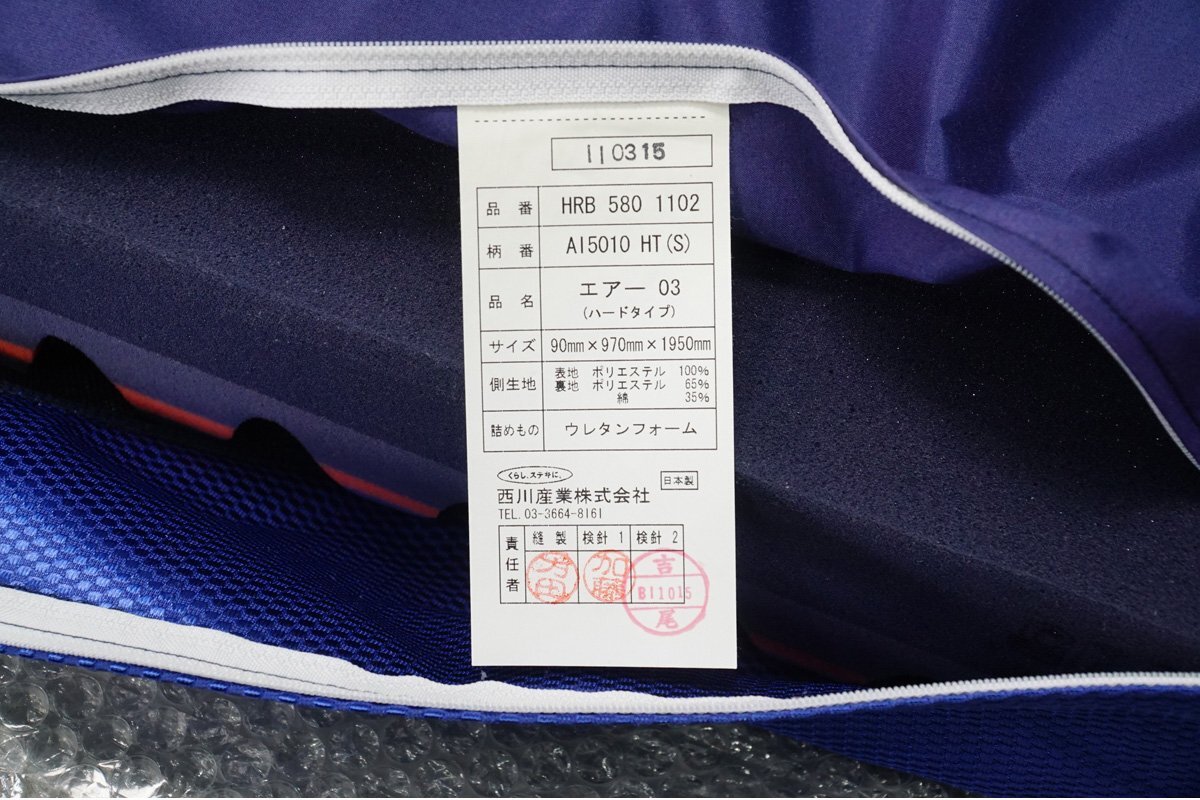 110315
品番 HRB 580 1102
柄番 AI5010 HT(S)
品名 エアー 03
(ハードタイプ)
サイズ 90mm×970mm×1950mm
側生地 表地 ポリエステル 100%
裏地 ポリエステル 65%
綿 35%
詰めもの ウレタンフォーム
くらし、ステキに。
西川産業株式会社 日本製
TEL.03-3664-8161
責任者 縫製 検針1 検針2
加藤
吉
B11015
尾